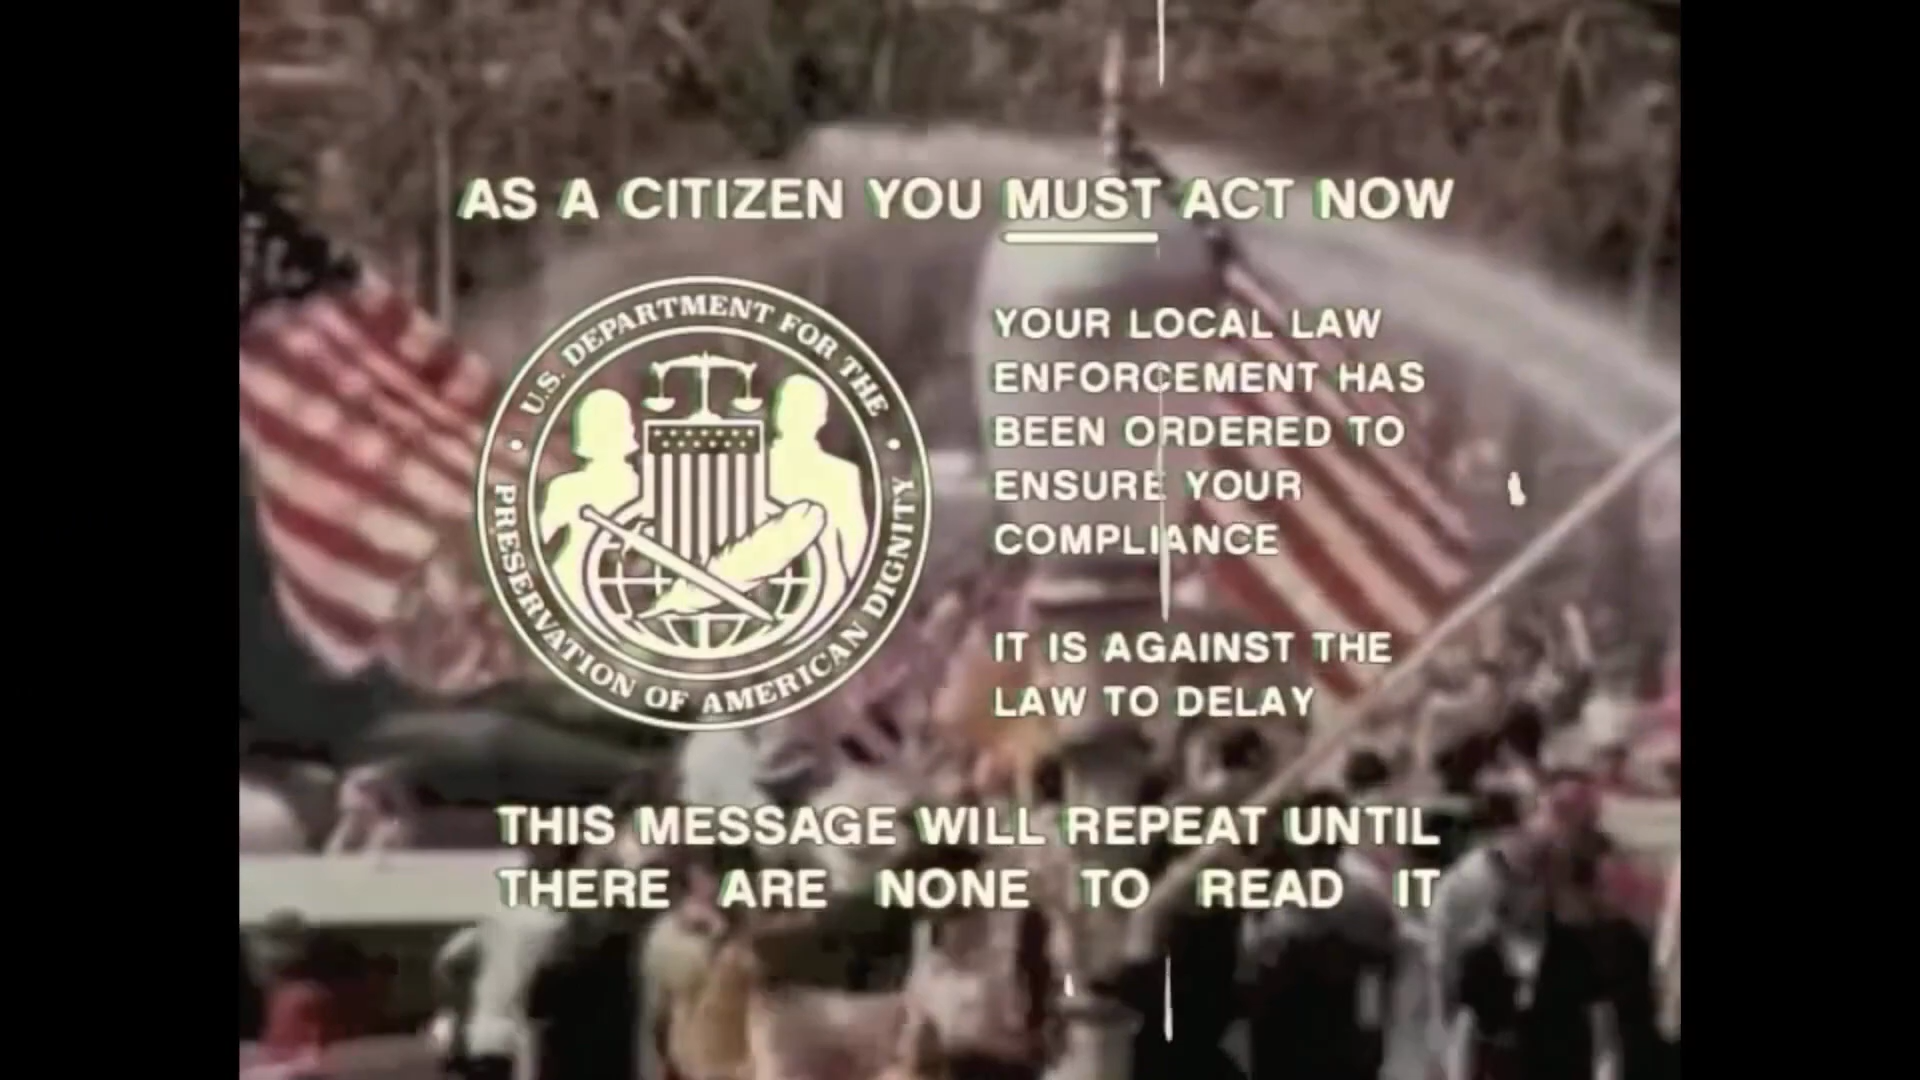 AS A CITIZEN YOU MUST ACT NOW
U.S. DEPARTMENT FOR THE
PRESERVATION OF AMERICAN DIGNITY
YOUR LOCAL LAW
ENFORCEMENT HAS
BEEN ORDERED TO
ENSURE YOUR
COMPLIANCE
IT IS AGAINST THE
LAW TO DELAY
THIS MESSAGE WILL REPEAT UNTIL
THERE ARE NONE TO READ IT